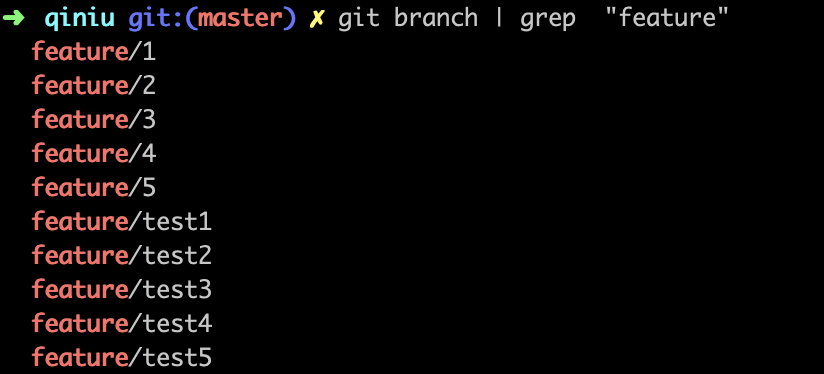 ➜ qiniu git:(master) ✗ git branch | grep  "feature"
feature/1
feature/2
feature/3
feature/4
feature/5
feature/test1
feature/test2
feature/test3
feature/test4
feature/test5